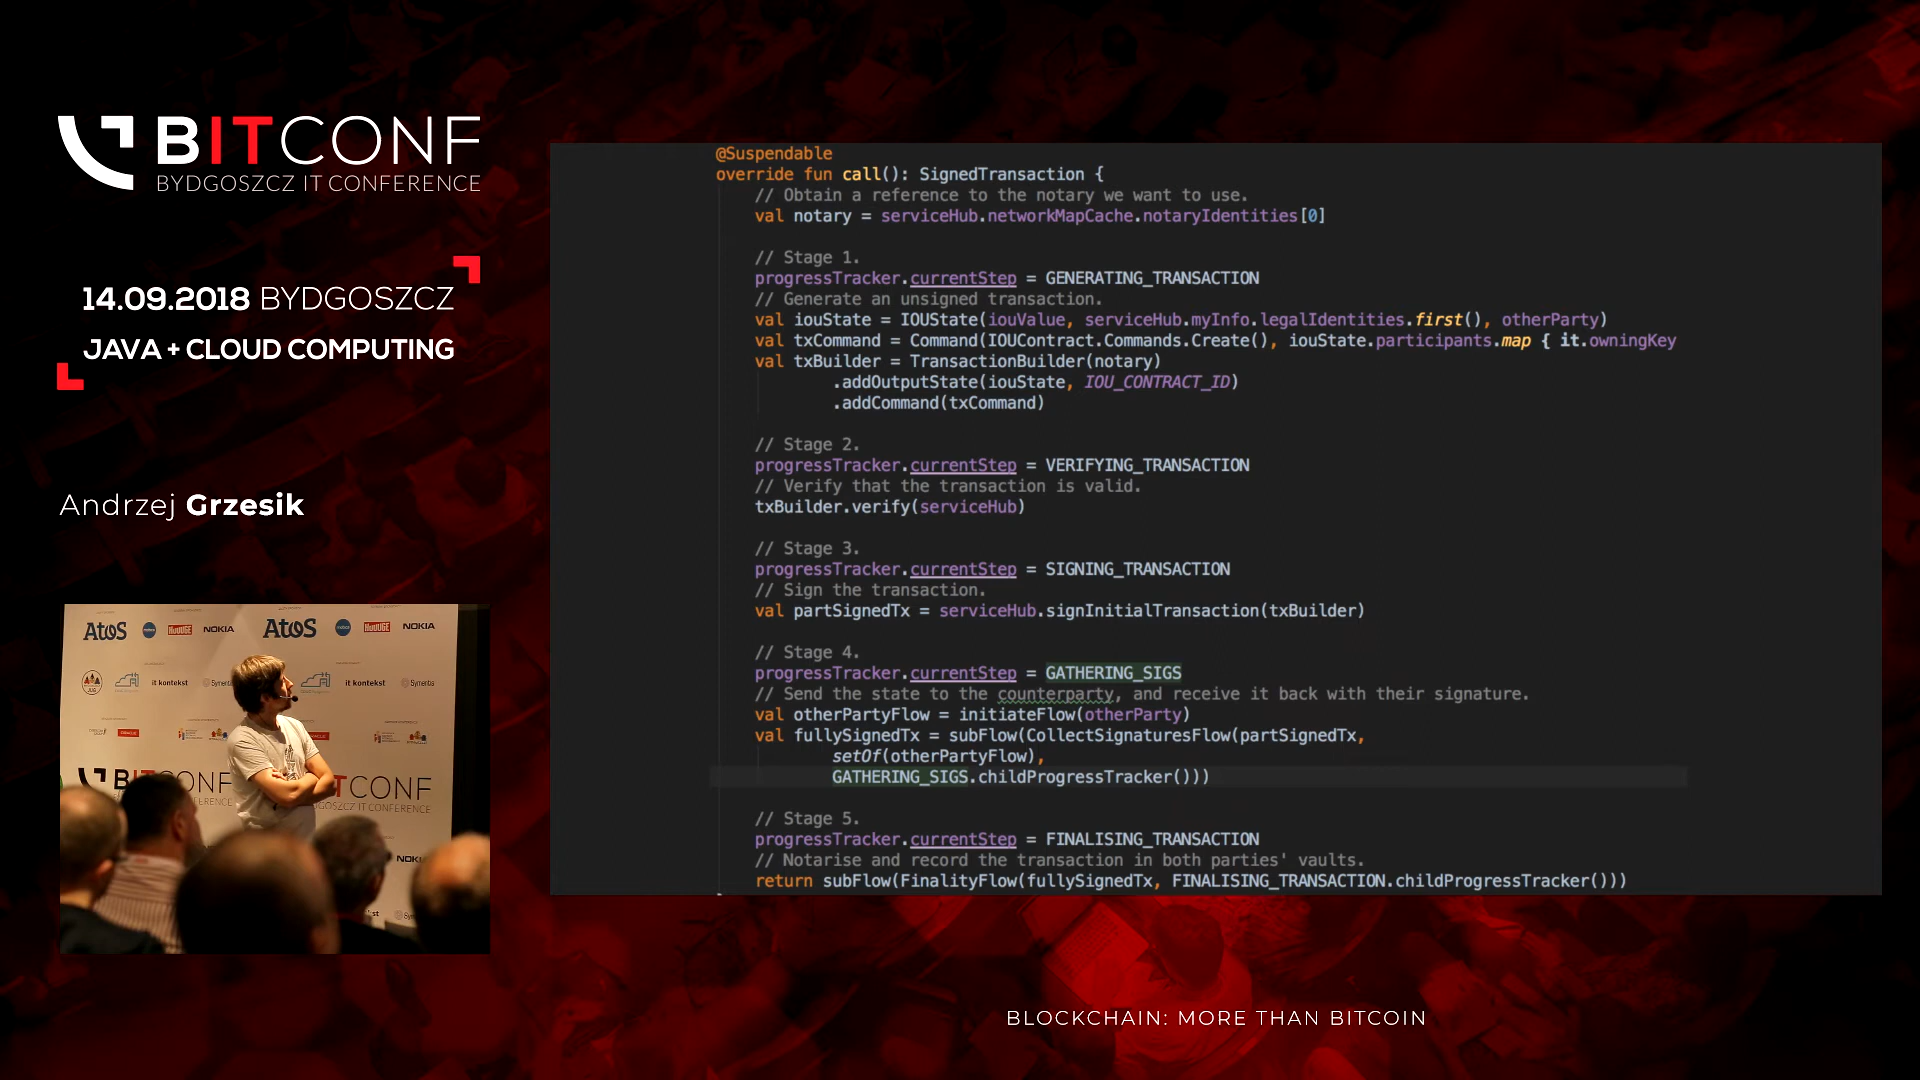 BITCONF
BYDGOSZCZ IT CONFERENCE
14.09.2018 BYDGOSZCZ
JAVA + CLOUD COMPUTING
Andrzej Grzesik
@Suspendable
override fun call(): SignedTransaction {
// Obtain a reference to the notary we want to use.
val notary = serviceHub.networkMapCache.notaryIdentities[0]
// Stage 1.
progressTracker.currentStep = GENERATING_TRANSACTION
// Generate an unsigned transaction.
val iouState = IOUState(iouValue, serviceHub.myInfo.legalIdentities.first(), otherParty)
val txCommand = Command(IOUContract.Commands.Create(), iouState.participants.map { it.owningKey
val txBuilder = TransactionBuilder(notary)
.addOutputState(iouState, IOU_CONTRACT_ID)
.addCommand(txCommand)
// Stage 2.
progressTracker.currentStep = VERIFYING_TRANSACTION
// Verify that the transaction is valid.
txBuilder.verify(serviceHub)
// Stage 3.
progressTracker.currentStep = SIGNING_TRANSACTION
// Sign the transaction.
val partSignedTx = serviceHub.signInitialTransaction(txBuilder)
// Stage 4.
progressTracker.currentStep = GATHERING_SIGS
// Send the state to the counterparty, and receive it back with their signature.
val otherPartyFlow = initiateFlow(otherParty)
val fullySignedTx = subFlow(CollectSignaturesFlow(partSignedTx,
setOf(otherPartyFlow),
GATHERING_SIGS.childProgressTracker()))
// Stage 5.
progressTracker.currentStep = FINALISING_TRANSACTION
// Notarise and record the transaction in both parties' vaults.
return subFlow(FinalityFlow(fullySignedTx, FINALISING_TRANSACTION.childProgressTracker()))
Atos HUUUGE NOKIA Atos HUUUGE NOKIA
it kontekst Symentis it kontekst Symentis
ORACLE
NOKIA
BLOCKCHAIN: MORE THAN BITCOIN